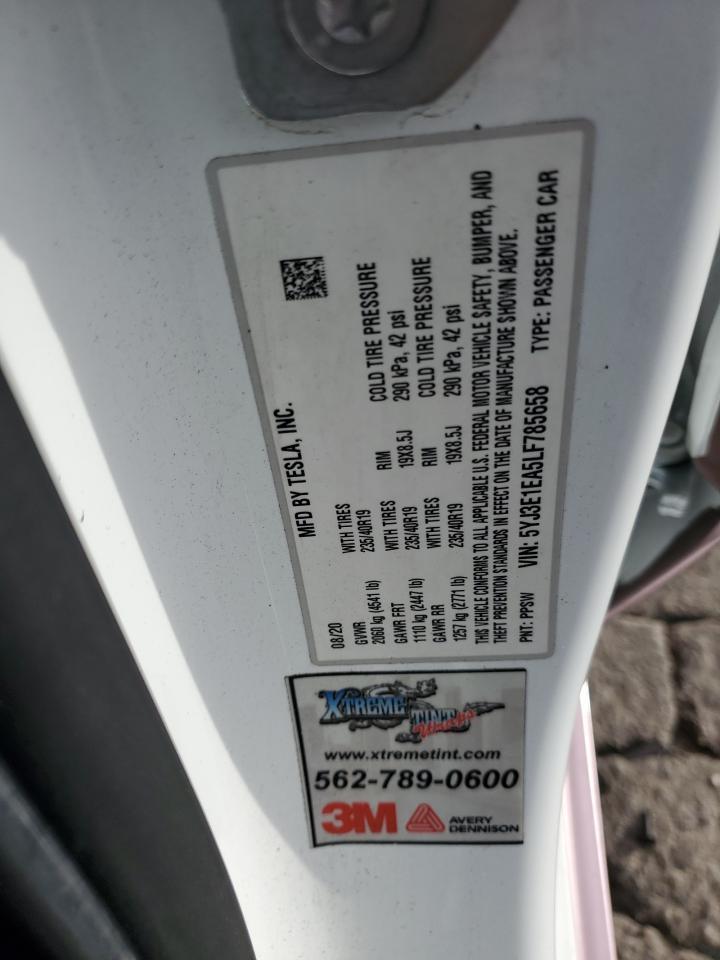 MFD BY TESLA, INC.
08/20
GVWR WITH TIRES RIM COLD TIRE PRESSURE
2060 kg (4541 lb) 235/40R19 19X8.5J 290 kPa, 42 psi
GAWR FRT WITH TIRES RIM COLD TIRE PRESSURE
1110 kg (2447 lb) 235/40R19 19X8.5J 290 kPa, 42 psi
GAWR RR
1257 kg (2771 lb) 235/40R19
THIS VEHICLE CONFORMS TO ALL APPLICABLE U.S. FEDERAL MOTOR VEHICLE SAFETY, BUMPER, AND
THEFT PREVENTION STANDARDS IN EFFECT ON THE DATE OF MANUFACTURE SHOWN ABOVE.
PNT: PPSW VIN: 5YJ3E1EA5LF785658 TYPE: PASSENGER CAR
XTREME
TINT
Wraps
www.xtremetint.com
562-789-0600
3M AVERY
DENNISON